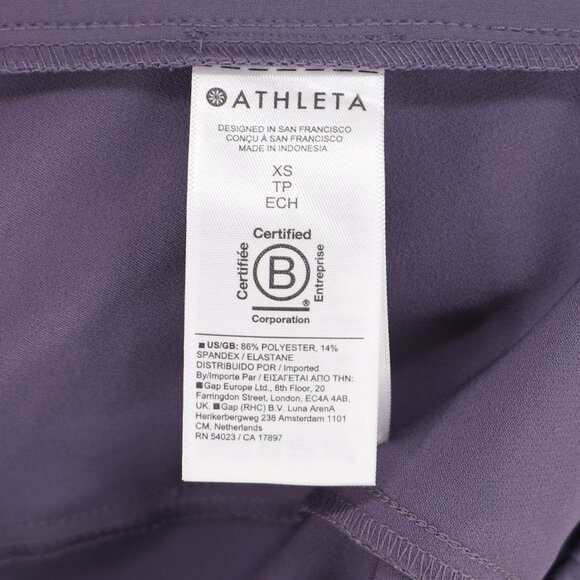 ATHLETA
DESIGNED IN SAN FRANCISCO
CONÇU À SAN FRANCISCO
MADE IN INDONESIA
XS
TP
ECH
Certified
Certifiée
B
®
Entreprise
Corporation
US/GB: 86% POLYESTER, 14%
SPANDEX / ELASTANE
DISTRIBUIDO POR / Imported
By/Importe Par / ΕΙΣΑΓΕΤΑΙ ΑΠΟ ΤΗΝ:
Gap Europe Ltd., 8th Floor, 20
Farringdon Street, London, EC4A 4AB,
UK. Gap (RHC) B.V. Luna ArenA
Herikerbergweg 238 Amsterdam 1101
CM, Netherlands
RN 54023 / CA 17897